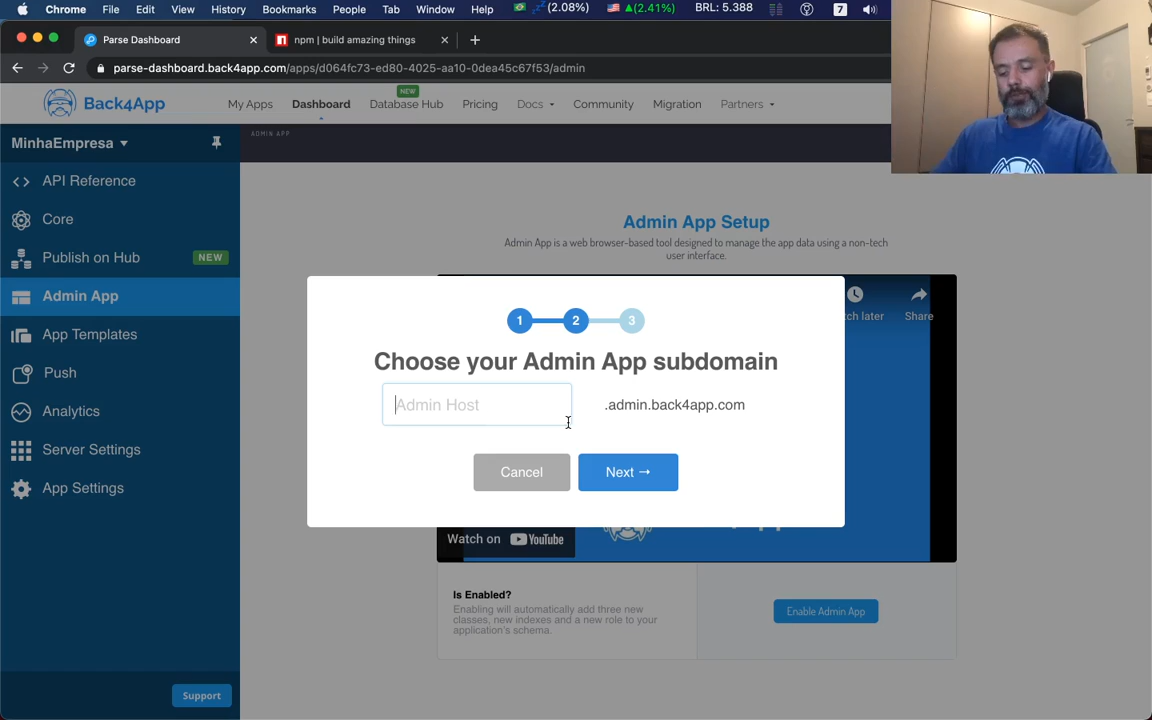 Chrome File Edit View History Bookmarks People Tab Window Help (2.08%) ▲(2.41%) BRL: 5.388 7
Parse Dashboard
npm | build amazing things
parse-dashboard.back4app.com/apps/d064fc73-ed80-4025-aa10-0dea45c67f53/admin
Back4App
My Apps Dashboard Database Hub Pricing Docs Community Migration Partners
NEW
MinhaEmpresa
ADMIN APP
API Reference
Core
Publish on Hub NEW
Admin App
App Templates
Push
Analytics
Server Settings
App Settings
Support
Admin App Setup
Admin App is a web browser-based tool designed to manage the app data using a non-tech
user interface.
ch later Share
1 2 3
Choose your Admin App subdomain
Admin Host .admin.back4app.com
Cancel Next →
Watch on YouTube
Is Enabled?
Enabling will automatically add three new
classes, new indexes and a new role to your
application's schema.
Enable Admin App